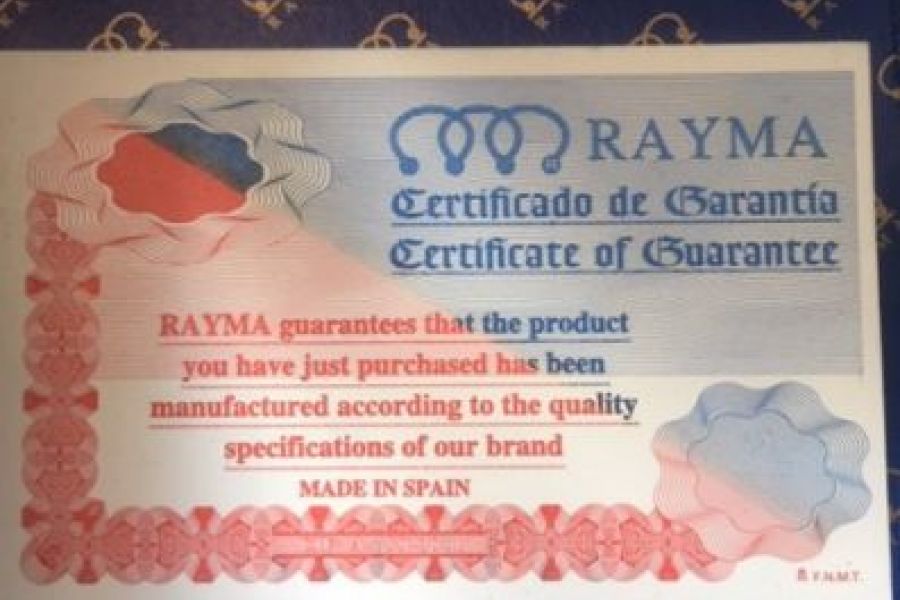 RAYMA
Certificado de Garantía
Certificate of Guarantee
RAYMA guarantees that the product
you have just purchased has been
manufactured according to the quality
specifications of our brand
MADE IN SPAIN
F.N.M.T.